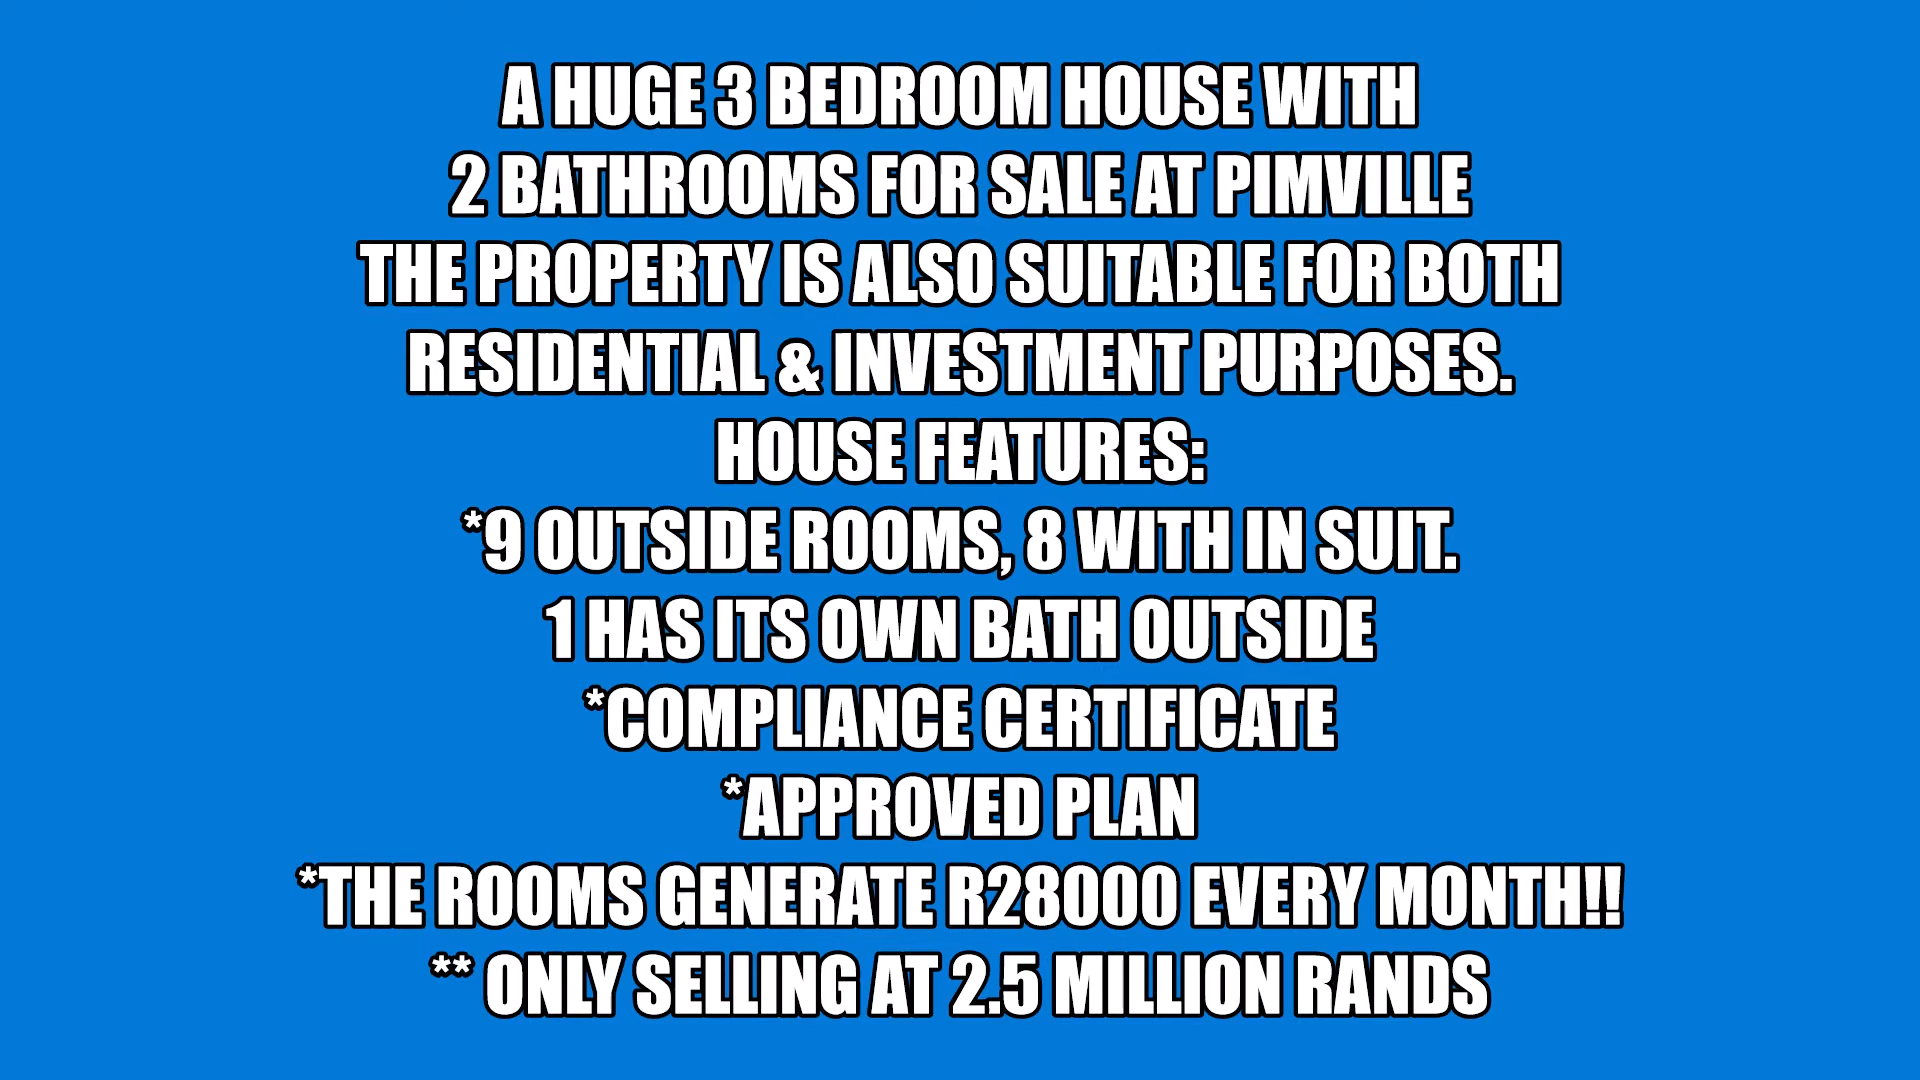 A HUGE 3 BEDROOM HOUSE WITH
2 BATHROOMS FOR SALE AT PIMVILLE
THE PROPERTY IS ALSO SUITABLE FOR BOTH
RESIDENTIAL & INVESTMENT PURPOSES.
HOUSE FEATURES:
*9 OUTSIDE ROOMS, 8 WITH IN SUIT.
1 HAS ITS OWN BATH OUTSIDE
*COMPLIANCE CERTIFICATE
*APPROVED PLAN
*THE ROOMS GENERATE R28000 EVERY MONTH!!
** ONLY SELLING AT 2.5 MILLION RANDS